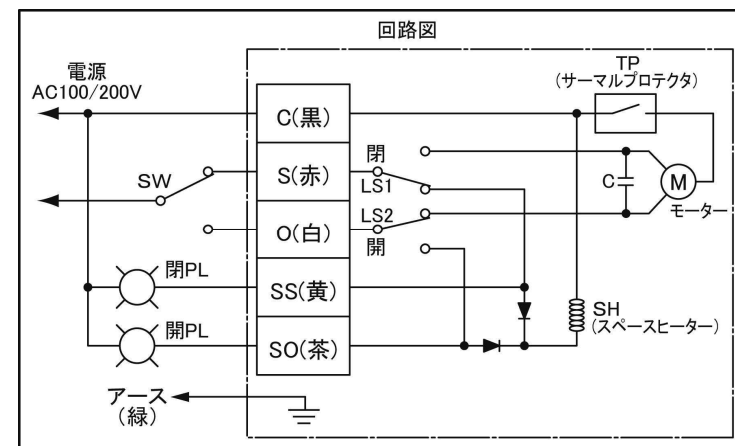 回路図
電源
AC100/200V
TP
(サーマルプロテクタ)
C(黒)
S(赤)
O(白)
SS(黄)
SO(茶)
SW
閉
LS1
LS2
開
C
M
モーター
閉PL
開PL
SH
(スペースヒーター)
アース
(緑)